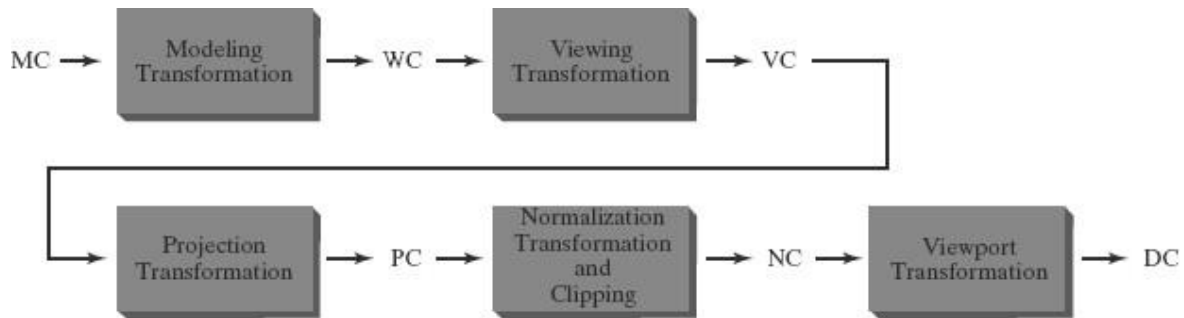 MC
Modeling
Transformation
WC
Viewing
Transformation
VC
Projection
Transformation
PC
Normalization
Transformation
and
Clipping
NC
Viewport
Transformation
DC